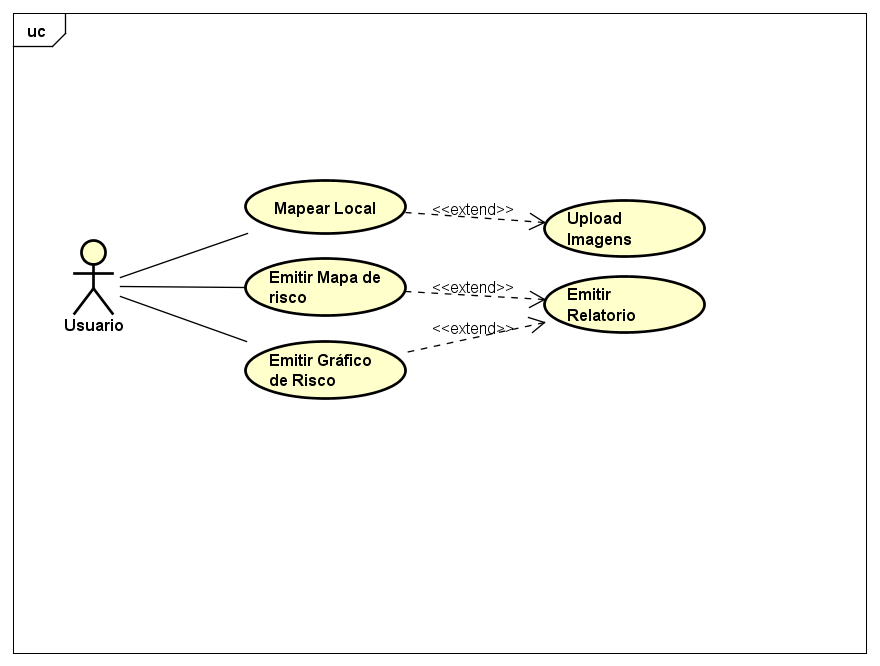 uc
Mapear Local
<<extend>>
Upload
Imagens
Usuario
Emitir Mapa de
risco
<<extend>>
Emitir
Relatorio
<<extend>>
Emitir Gráfico
de Risco